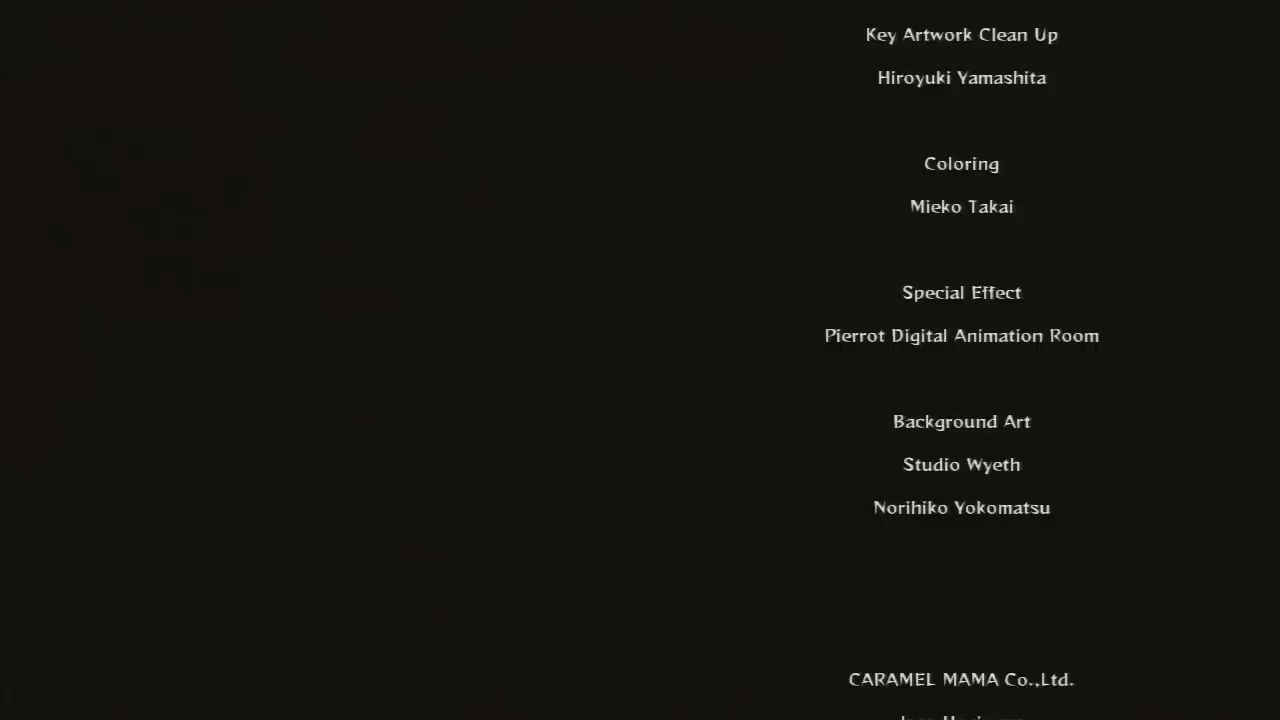 Key Artwork Clean Up
Hiroyuki Yamashita
Coloring
Mieko Takai
Special Effect
Pierrot Digital Animation Room
Background Art
Studio Wyeth
Norihiko Yokomatsu
CARAMEL MAMA Co.,Ltd.